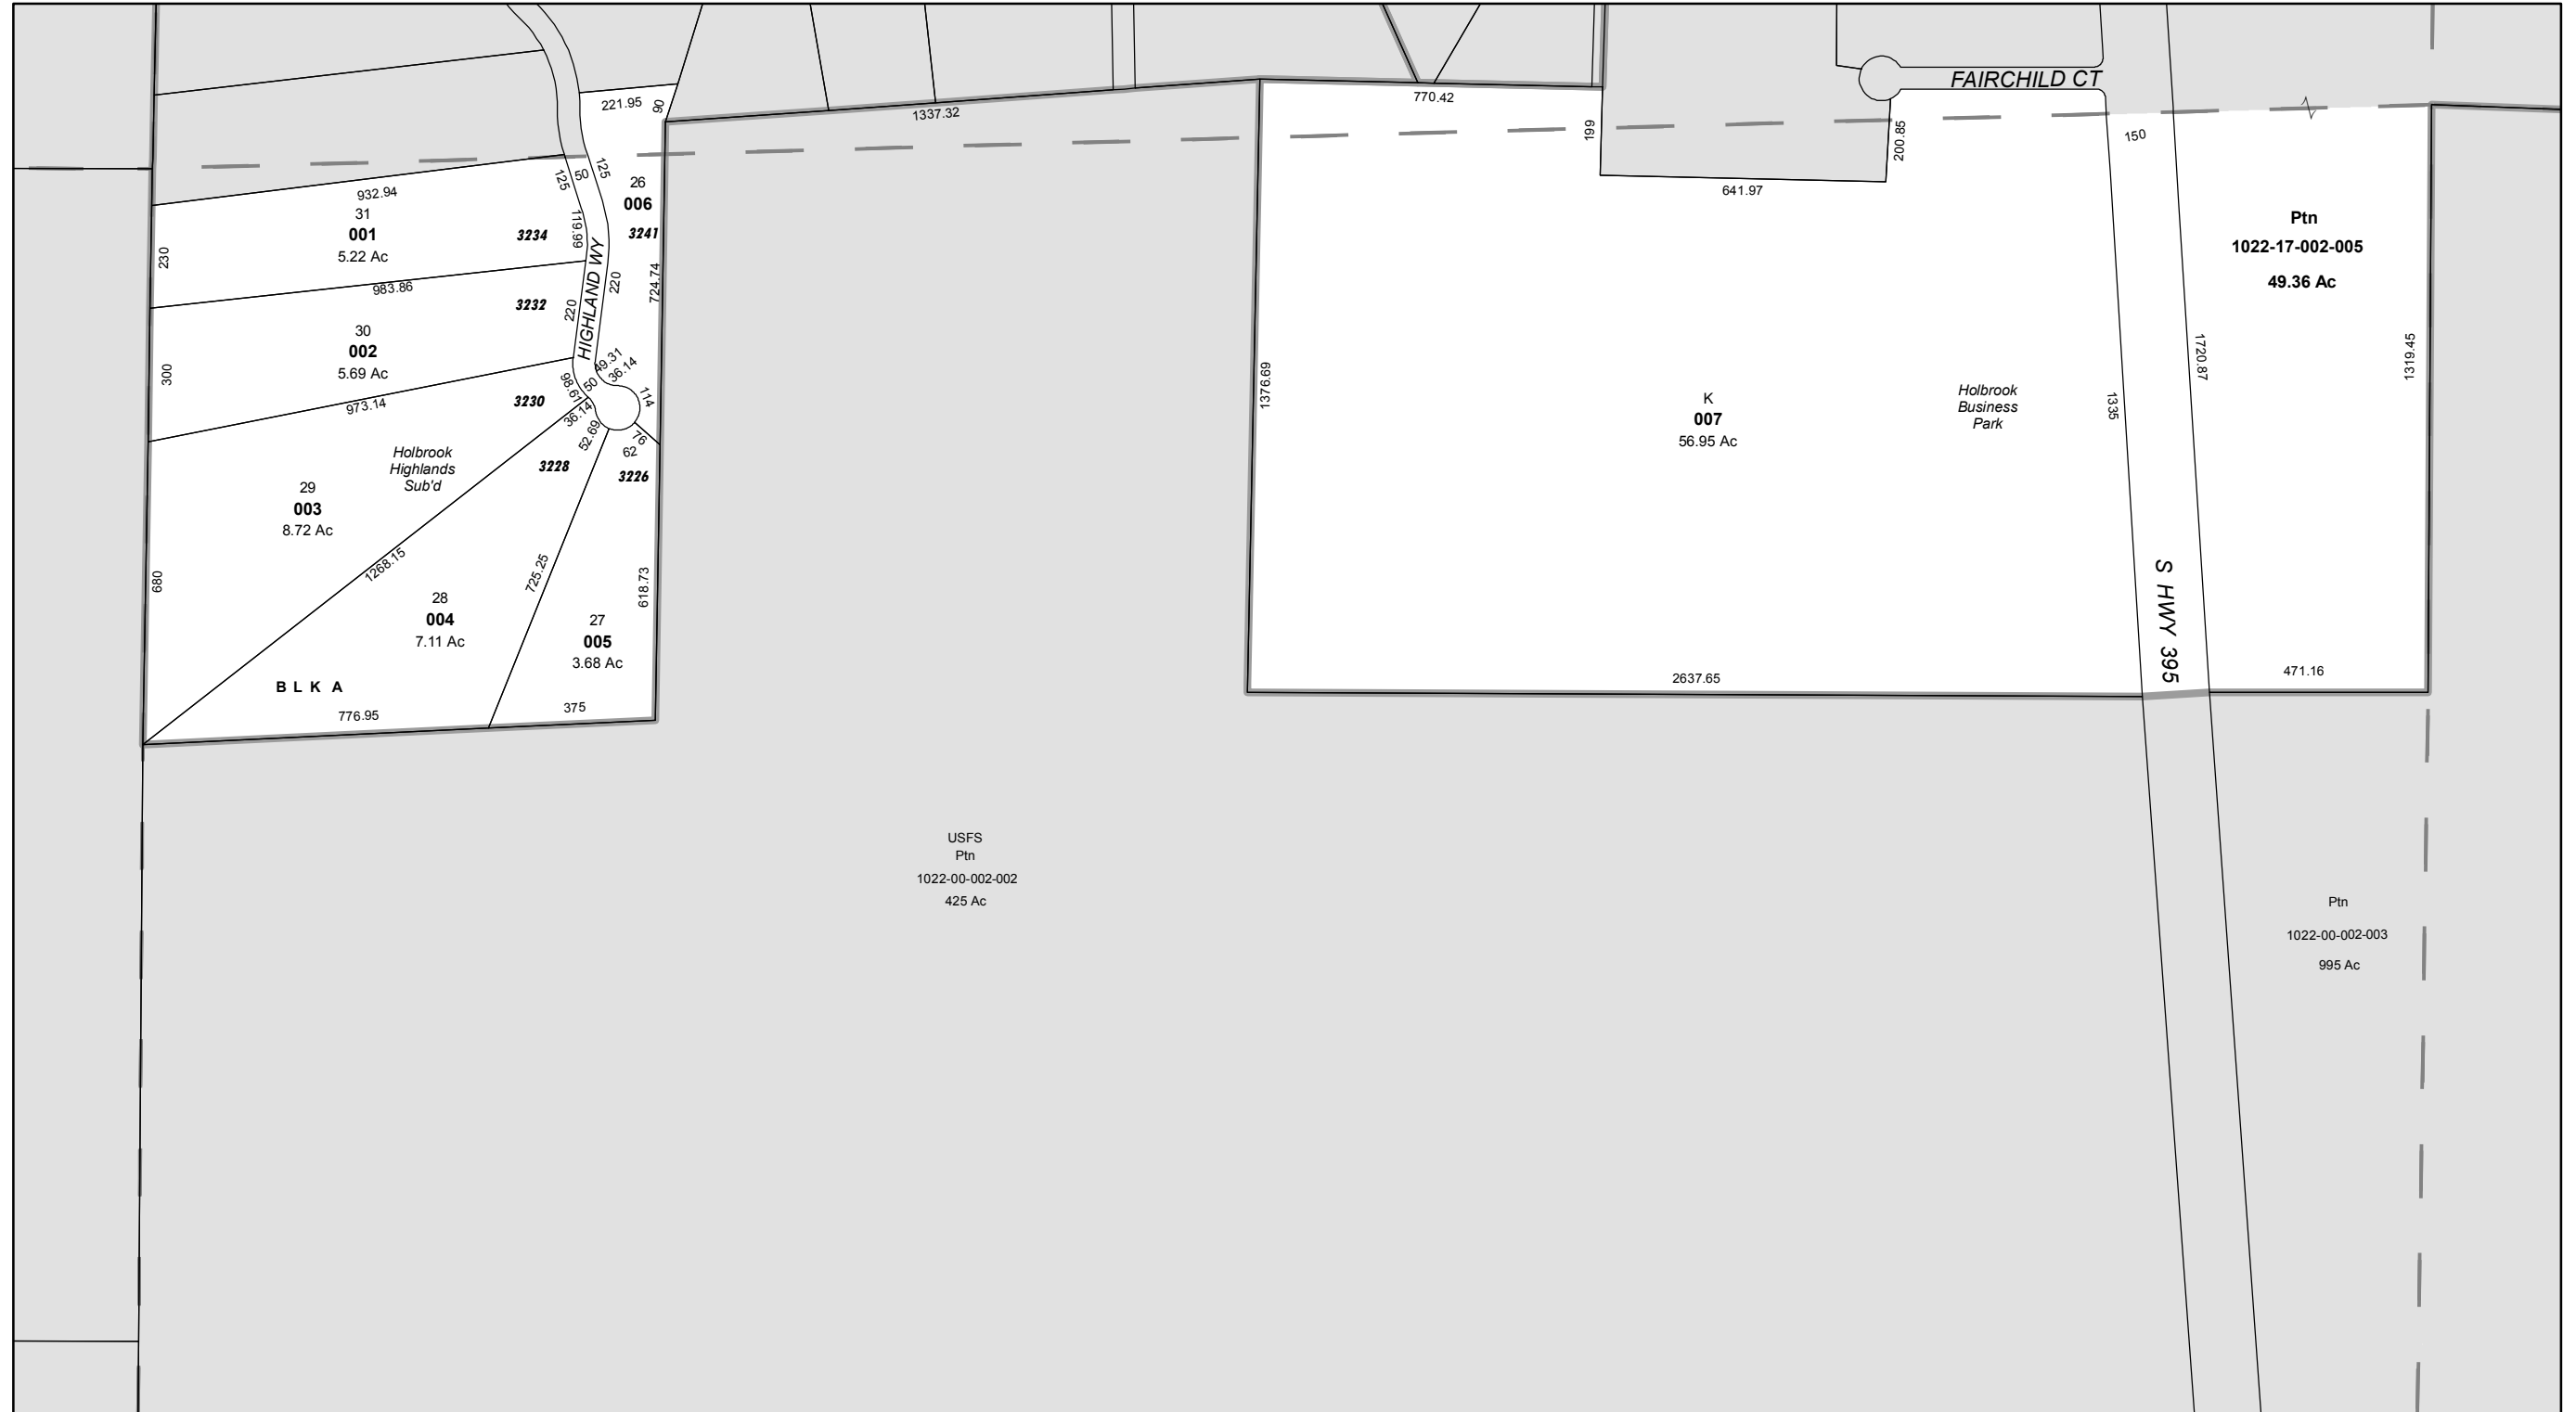 FAIRCHILD CT
770.42
221.95
90
1337.32
199
200.85
150
641.97
932.94
31
001
5.22 Ac
230
3234
125
50
125
119.99
26
006
3241
724.74
HIGHLAND WY
220
220
983.86
30
002
5.69 Ac
300
3232
973.14
3230
98.61
50
49.31
36.14
114
36.14
52.69
76
62
Holbrook
Highlands
Sub'd
29
003
8.72 Ac
680
1268.15
3228
3226
28
004
7.11 Ac
725.25
618.73
27
005
3.68 Ac
BLK A
776.95
375
1376.69
K
007
56.95 Ac
Holbrook
Business
Park
1335
2637.65
S HWY 395
1720.87
Ptn
1022-17-002-005
49.36 Ac
1319.45
471.16
USFS
Ptn
1022-00-002-002
425 Ac
Ptn
1022-00-002-003
995 Ac